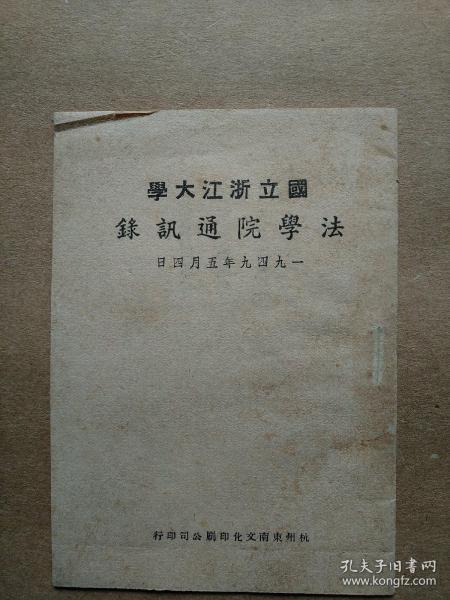 國立浙江大學
法學院通訊錄
一九四九年五月四日
杭州東南文化印刷公司印行
孔夫子旧书网
book.kongfz.com